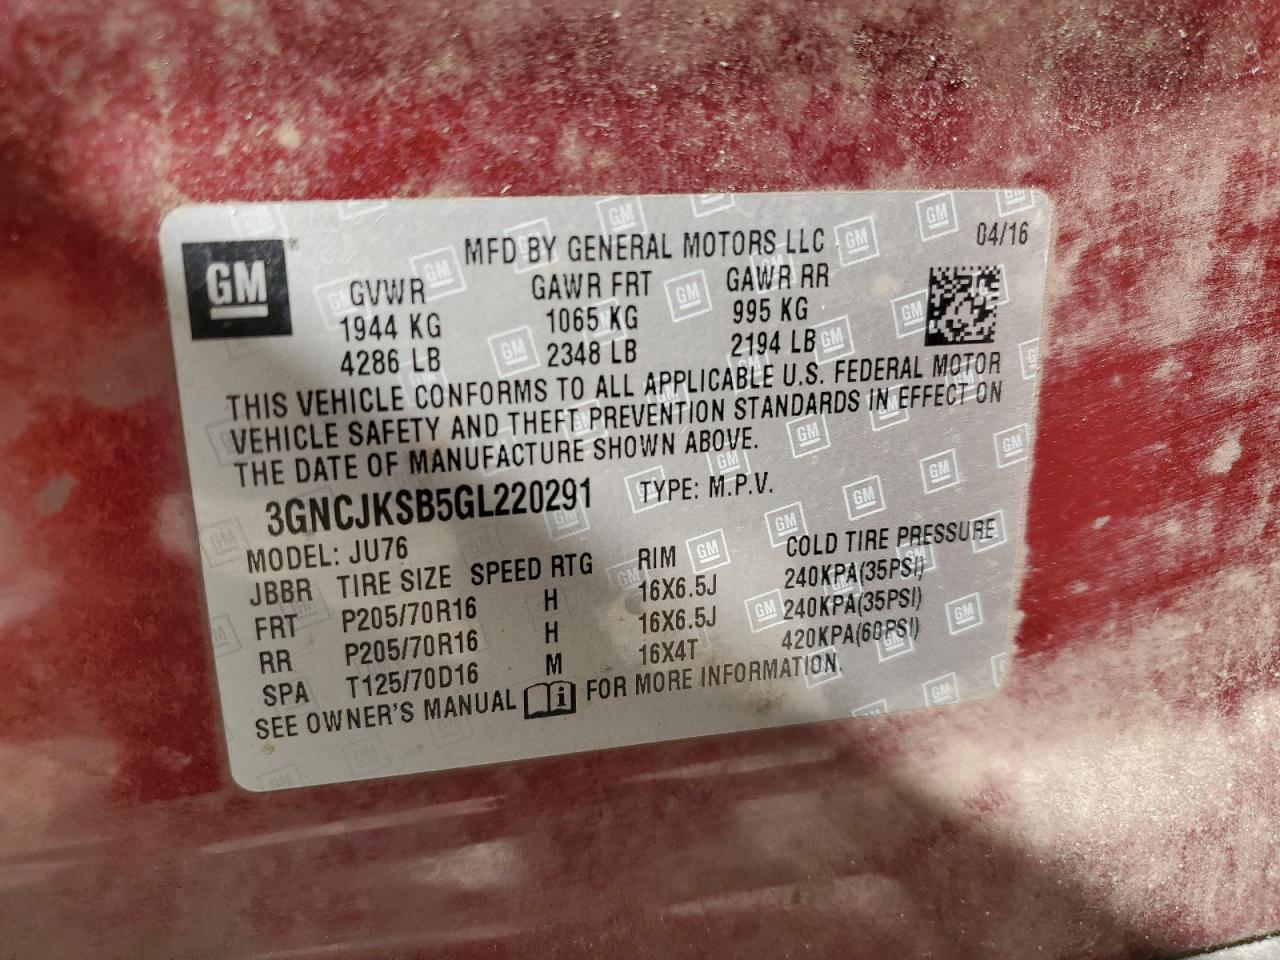 GM
MFD BY GENERAL MOTORS LLC 04/16
GVWR GAWR FRT GAWR RR
1944 KG 1065 KG 995 KG
4286 LB 2348 LB 2194 LB
THIS VEHICLE CONFORMS TO ALL APPLICABLE U.S. FEDERAL MOTOR
VEHICLE SAFETY AND THEFT PREVENTION STANDARDS IN EFFECT ON
THE DATE OF MANUFACTURE SHOWN ABOVE.
3GNCJKSB5GL220291 TYPE: M.P.V.
MODEL: JU76
JBBR TIRE SIZE SPEED RTG RIM COLD TIRE PRESSURE
FRT P205/70R16 H 16X6.5J 240KPA(35PSI)
RR P205/70R16 H 16X6.5J 240KPA(35PSI)
SPA T125/70D16 M 16X4T 420KPA(60PSI)
SEE OWNER'S MANUAL i FOR MORE INFORMATION.